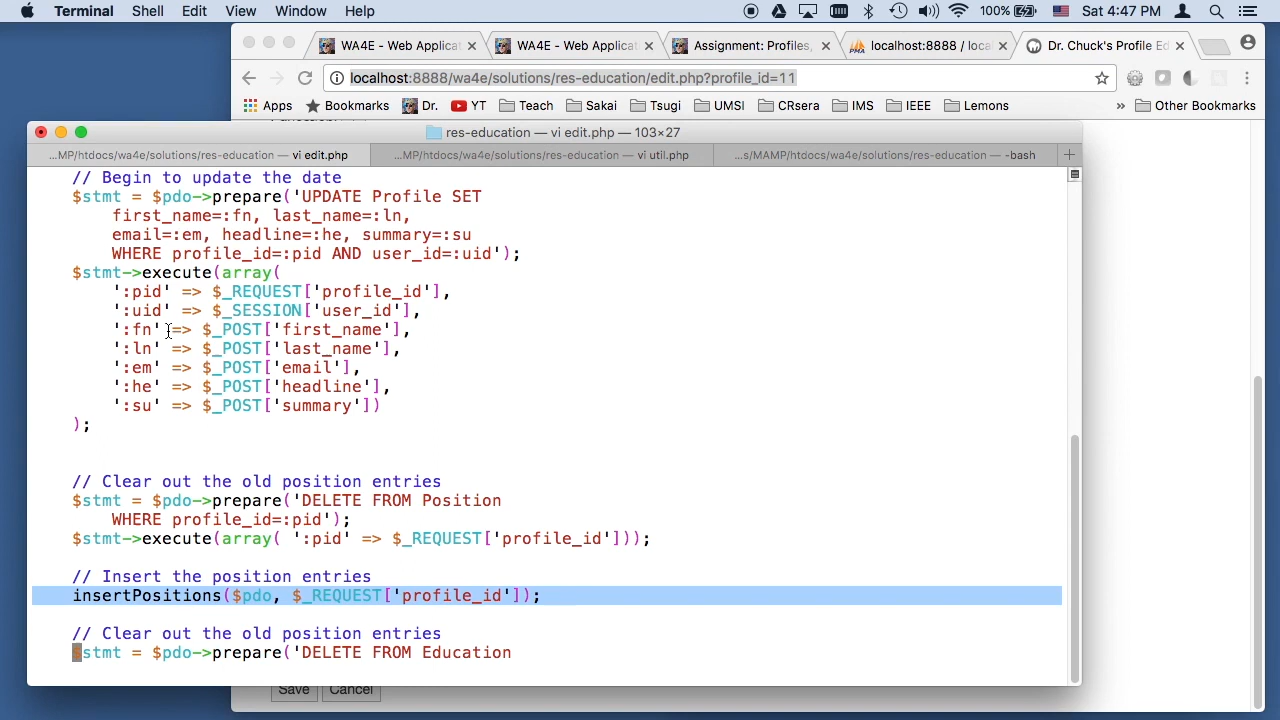 Terminal Shell Edit View Window Help 100% Sat 4:47 PM
WA4E - Web Applicat
WA4E - Web Applicat
Assignment: Profiles,
localhost:8888 / loca
Dr. Chuck's Profile Ed
localhost:8888/wa4e/solutions/res-education/edit.php?profile_id=11
Apps Bookmarks Dr. YT Teach Sakai Tsugi UMSI CRsera IMS IEEE Lemons » Other Bookmarks
res-education — vi edit.php — 103×27
...MP/htdocs/wa4e/solutions/res-education — vi edit.php
...MP/htdocs/wa4e/solutions/res-education — vi util.php
...s/MAMP/htdocs/wa4e/solutions/res-education — -bash
// Begin to update the date
$stmt = $pdo->prepare('UPDATE Profile SET
first_name=:fn, last_name=:ln,
email=:em, headline=:he, summary=:su
WHERE profile_id=:pid AND user_id=:uid');
$stmt->execute(array(
':pid' => $_REQUEST['profile_id'],
':uid' => $_SESSION['user_id'],
':fn' => $_POST['first_name'],
':ln' => $_POST['last_name'],
':em' => $_POST['email'],
':he' => $_POST['headline'],
':su' => $_POST['summary'])
);
// Clear out the old position entries
$stmt = $pdo->prepare('DELETE FROM Position
WHERE profile_id=:pid');
$stmt->execute(array( ':pid' => $_REQUEST['profile_id']));
// Insert the position entries
insertPositions($pdo, $_REQUEST['profile_id']);
// Clear out the old position entries
$stmt = $pdo->prepare('DELETE FROM Education
Save Cancel